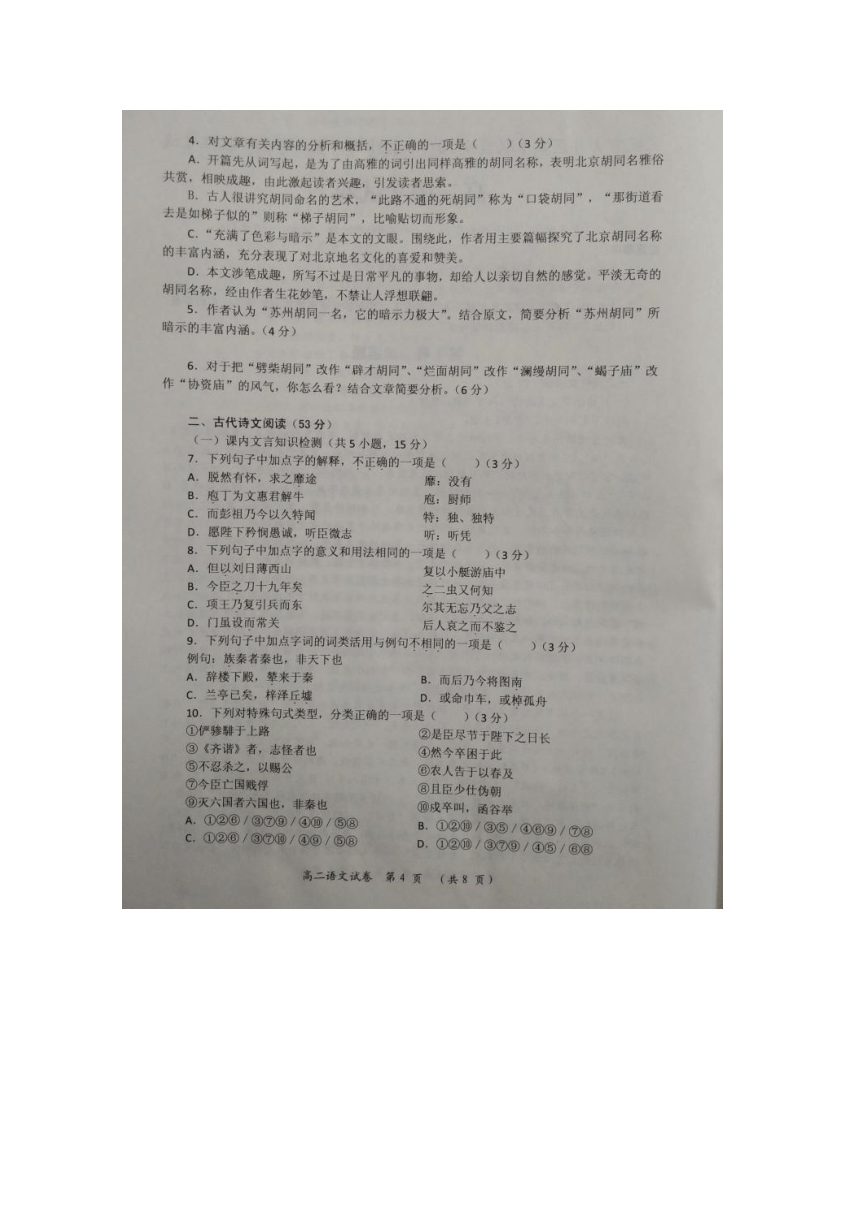 4．对文章有关内容的分析和概括，不正确的一项是（　　）（3 分）
A．开篇先从词写起，是为了由高雅的词引出同样高雅的胡同名称，表明北京胡同名雅俗
共赏，相映成趣，由此激起读者兴趣，引发读者思索。
B．古人很讲究胡同命名的艺术，“此路不通的死胡同”称为“口袋胡同”，“那街道看
去是如梯子似的”则称“梯子胡同”，比喻贴切而形象。
C．“充满了色彩与暗示”是本文的文眼。围绕此，作者用主要篇幅探究了北京胡同名称
的丰富内涵，充分表现了对北京地名文化的喜爱和赞美。
D．本文涉笔成趣，所写不过是日常平凡的事物，却给人以亲切自然的感觉。平淡无奇的
胡同名称，经由作者生花妙笔，不禁让人浮想联翩。
5．作者认为“苏州胡同一名，它的暗示力极大”。结合原文，简要分析“苏州胡同”所
暗示的丰富内涵。（4 分）
6．对于把“劈柴胡同”改作“辟才胡同”、“烂面胡同”改作“澜缦胡同”、“蝎子庙”改
作“协资庙”的风气，你怎么看？结合文章简要分析。（6 分）
二、古代诗文阅读（53 分）
（一）课内文言知识检测（共 5 小题，15 分）
7．下列句子中加点字的解释，不正确的一项是（　　）（3 分）
A．脱然有怀，求之靡途　　靡：没有
B．庖丁为文惠君解牛　　庖：厨师
C．而彭祖乃今以久特闻　　特：独、独特
D．愿陛下矜悯愚诚，听臣微志　　听：听凭
8．下列句子中加点字的意义和用法相同的一项是（　　）（3 分）
A．但以刘日薄西山　　复以小艇游庙中
B．今臣之刀十九年矣　　之二虫又何知
C．项王乃复引兵而东　　尔其无忘乃父之志
D．门虽设而常关　　后人哀之而不鉴之
9．下列句子中加点字词的词类活用与例句不相同的一项是（　　）（3 分）
例句：族秦者秦也，非天下也
A．辞楼下殿，辇来于秦　　B．而后乃今将图南
C．兰亭已矣，梓泽丘墟　　D．或命巾车，或棹孤舟
10．下列对特殊句式类型，分类正确的一项是（　　）（3 分）
①俨骖騑于上路　　②是臣尽节于陛下之日长
③《齐谐》者，志怪者也　　④然今卒困于此
⑤不忍杀之，以赐公　　⑥农人告于以春及
⑦今臣亡国贱俘　　⑧且臣少仕伪朝
⑨灭六国者六国也，非秦也　　⑩戍卒叫，函谷举
A．①②⑥／③⑦⑨／④⑩／⑤⑧　　B．①②⑩／③⑤／④⑥⑨／⑦⑧
C．①②⑥／③⑦⑩／④⑨／⑤⑧　　D．①②⑩／③⑦⑨／④⑤／⑥⑧
高二语文试卷　第 4 页　（共 8 页）